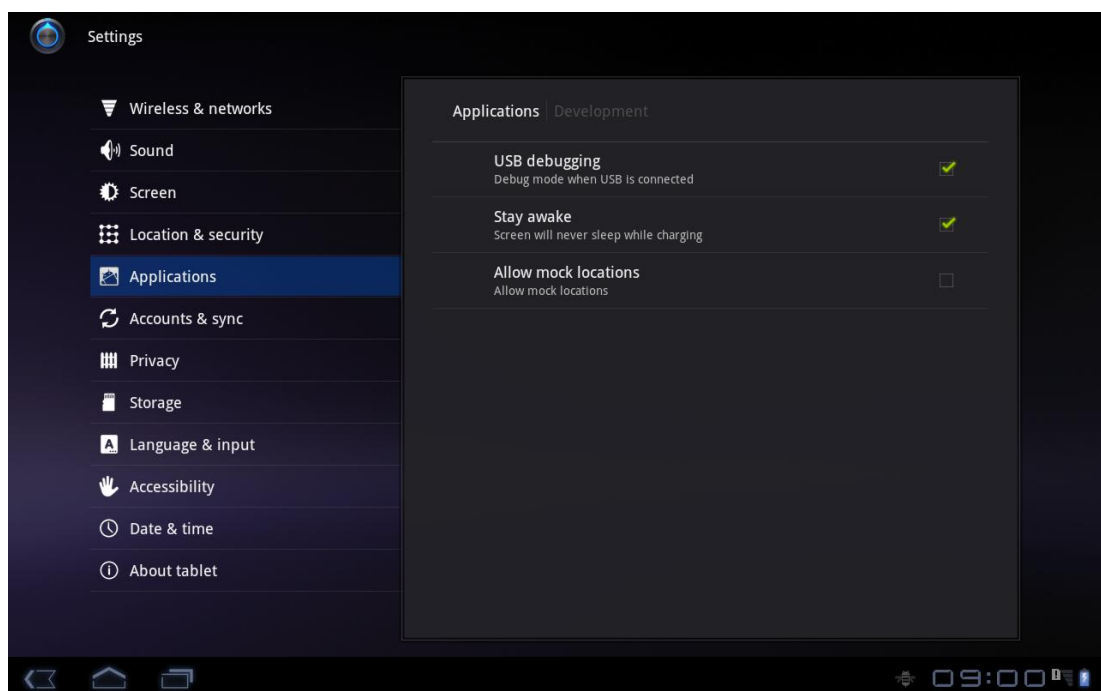 Settings
Wireless & networks
Sound
Screen
Location & security
Applications
Accounts & sync
Privacy
Storage
Language & input
Accessibility
Date & time
About tablet
Applications Development
USB debugging
Debug mode when USB is connected
Stay awake
Screen will never sleep while charging
Allow mock locations
Allow mock locations
09:00